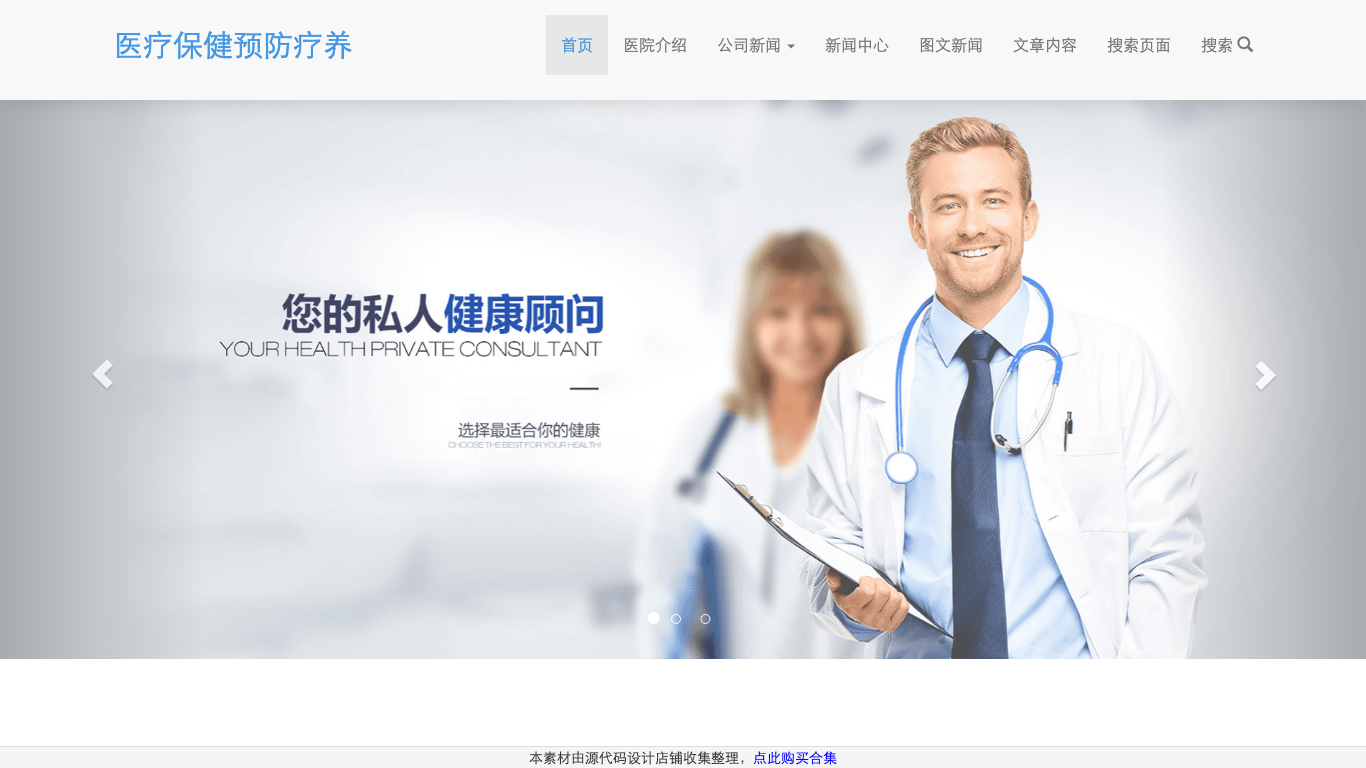 医疗保健预防疗养
首页 医院介绍 公司新闻 新闻中心 图文新闻 文章内容 搜索页面 搜索
您的私人健康顾问
YOUR HEALTH PRIVATE CONSULTANT
选择最适合你的健康
CHOOSE THE BEST FOR YOUR HEALTH!
本素材由源代码设计店铺收集整理，点此购买合集